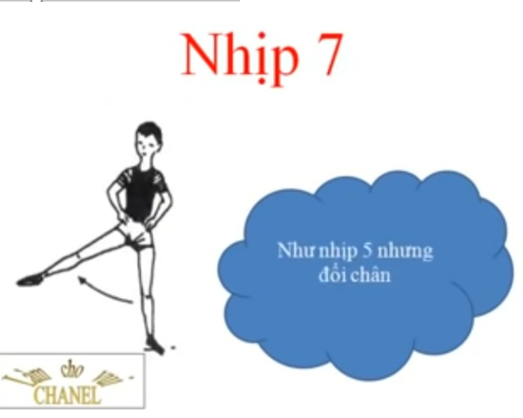 Nhịp 7
Như nhịp 5 nhưng
đổi chân
cho
CHANEL